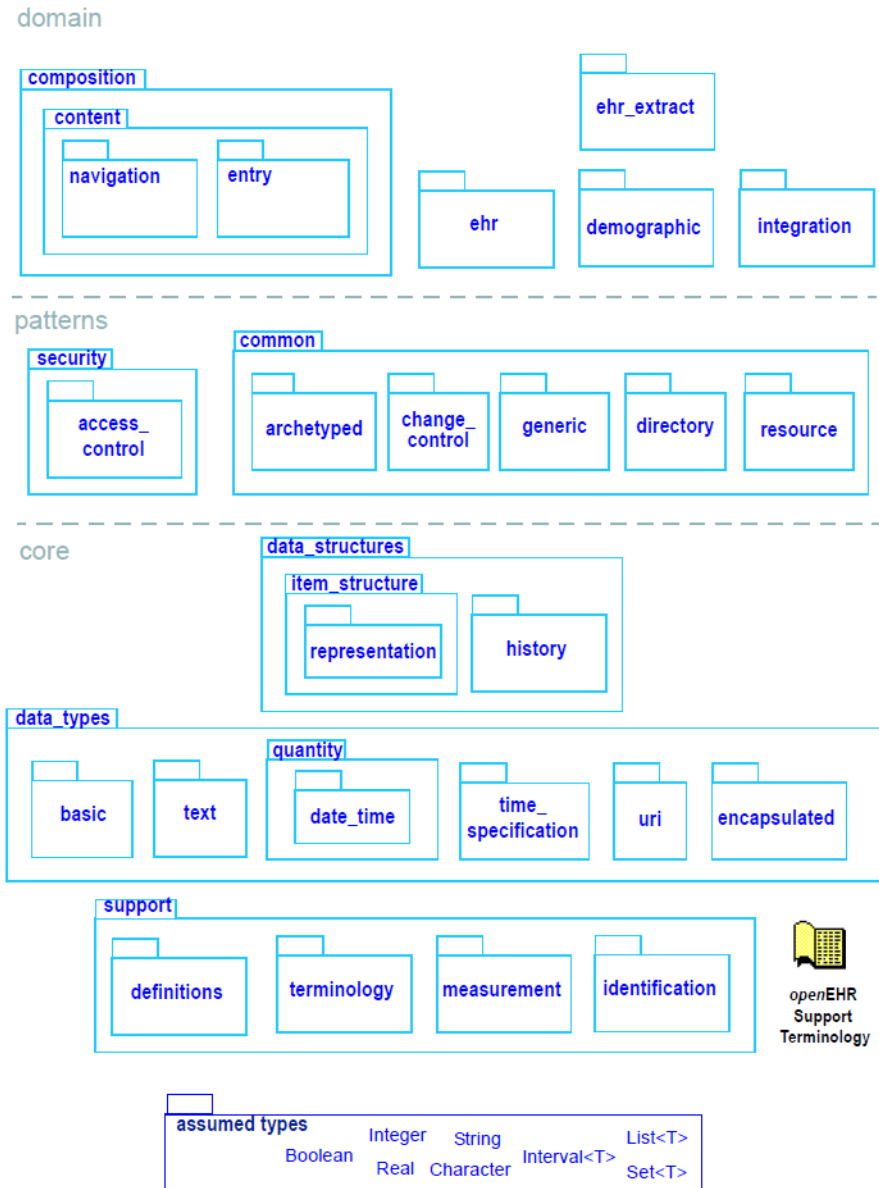 domain
composition
content
navigation
entry
ehr_extract
ehr
demographic
integration
patterns
security
access_
control
common
archetyped
change_
control
generic
directory
resource
core
data_structures
item_structure
representation
history
data_types
basic
text
quantity
date_time
time_
specification
uri
encapsulated
support
definitions
terminology
measurement
identification
openEHR
Support
Terminology
assumed types
Boolean
Integer
Real
String
Character
Interval<T>
List<T>
Set<T>